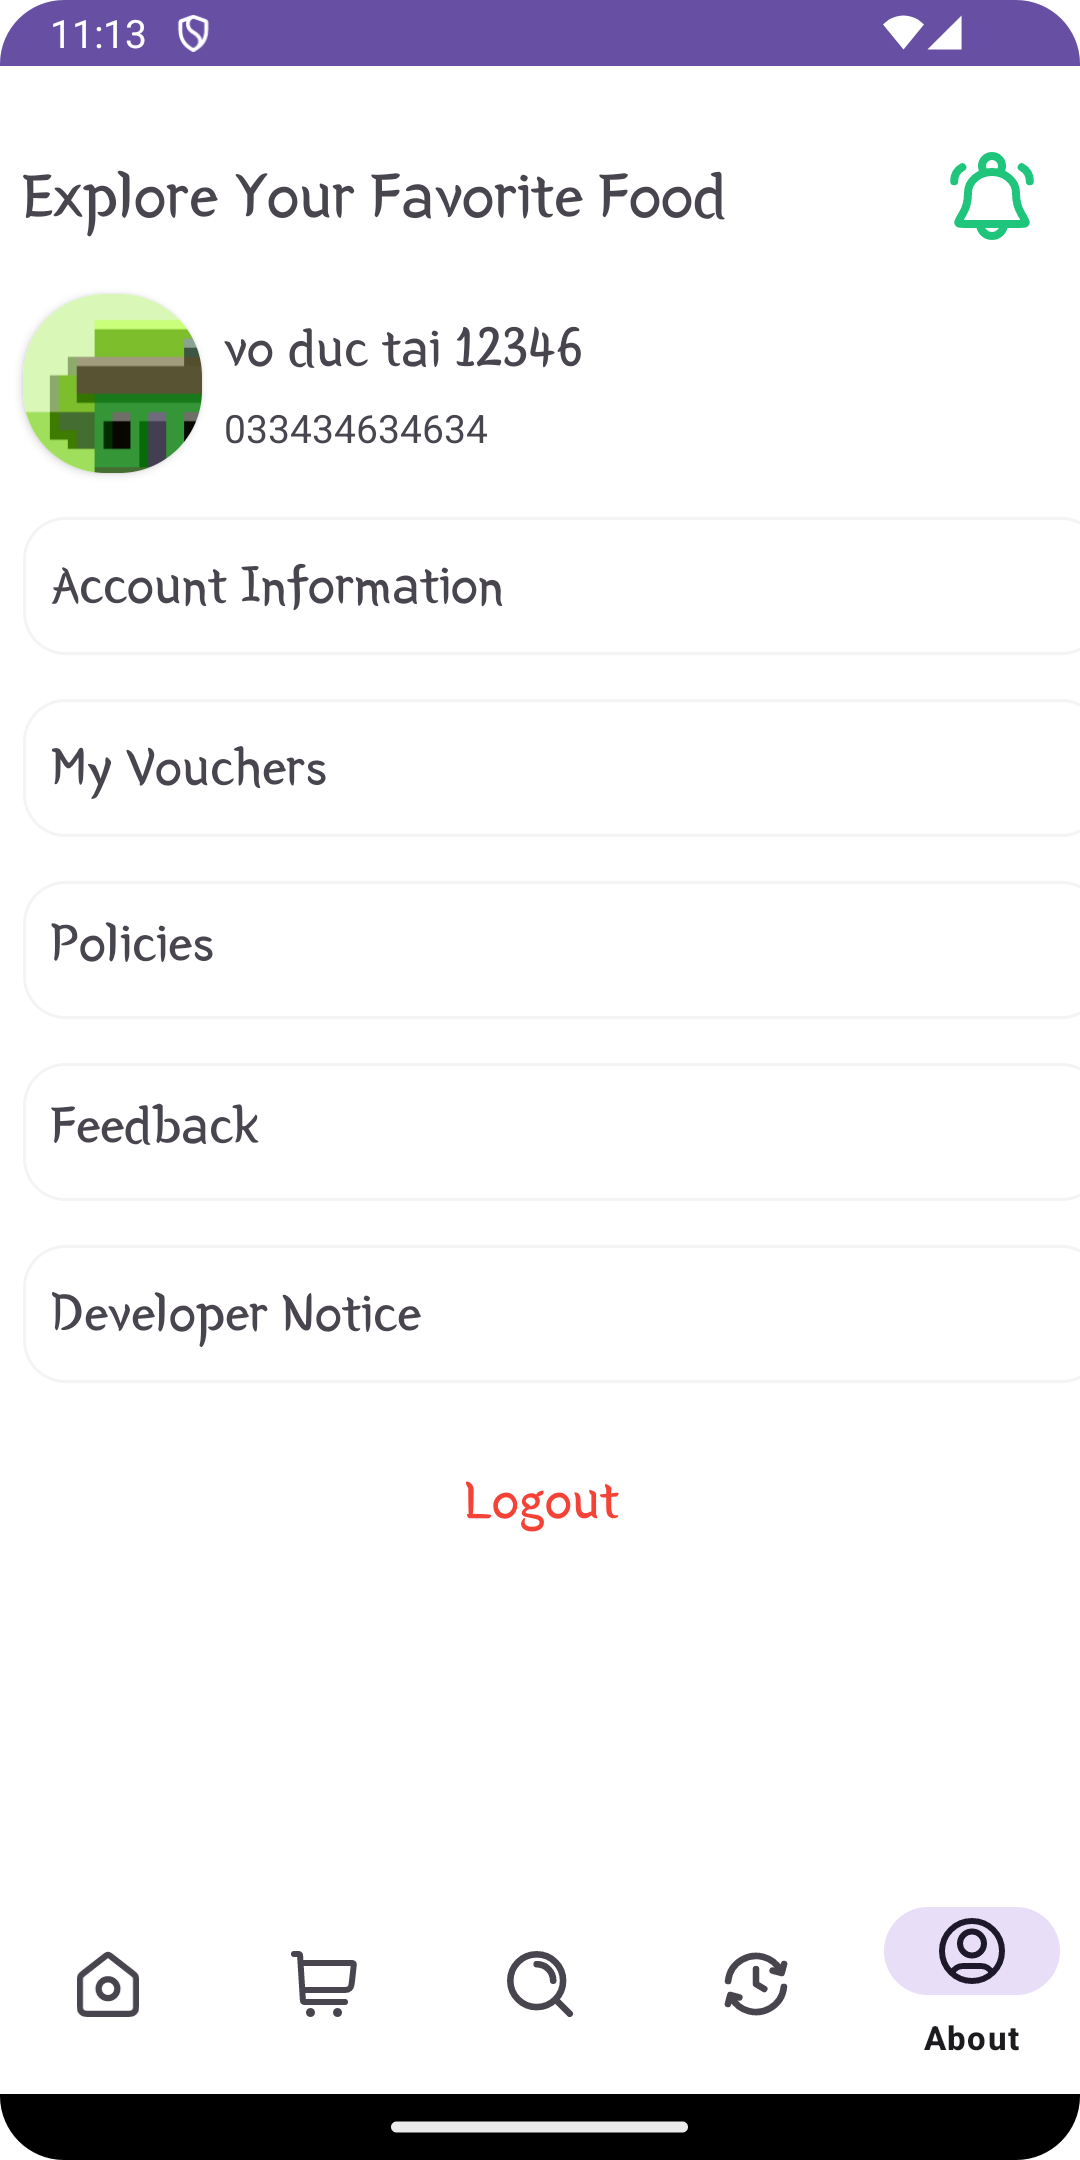 11:13
Explore Your Favorite Food
vo duc tai 12346
033434634634
Account Information
My Vouchers
Policies
Feedback
Developer Notice
Logout
About